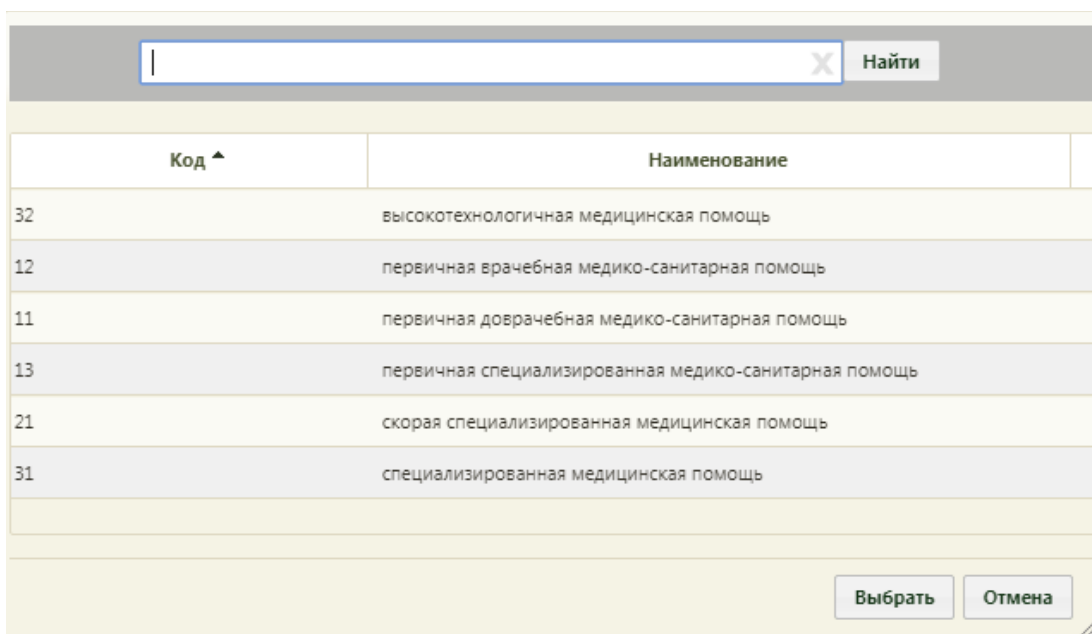 Найти
Код Наименование
32 высокотехнологичная медицинская помощь
12 первичная врачебная медико-санитарная помощь
11 первичная доврачебная медико-санитарная помощь
13 первичная специализированная медико-санитарная помощь
21 скорая специализированная медицинская помощь
31 специализированная медицинская помощь
Выбрать Отмена